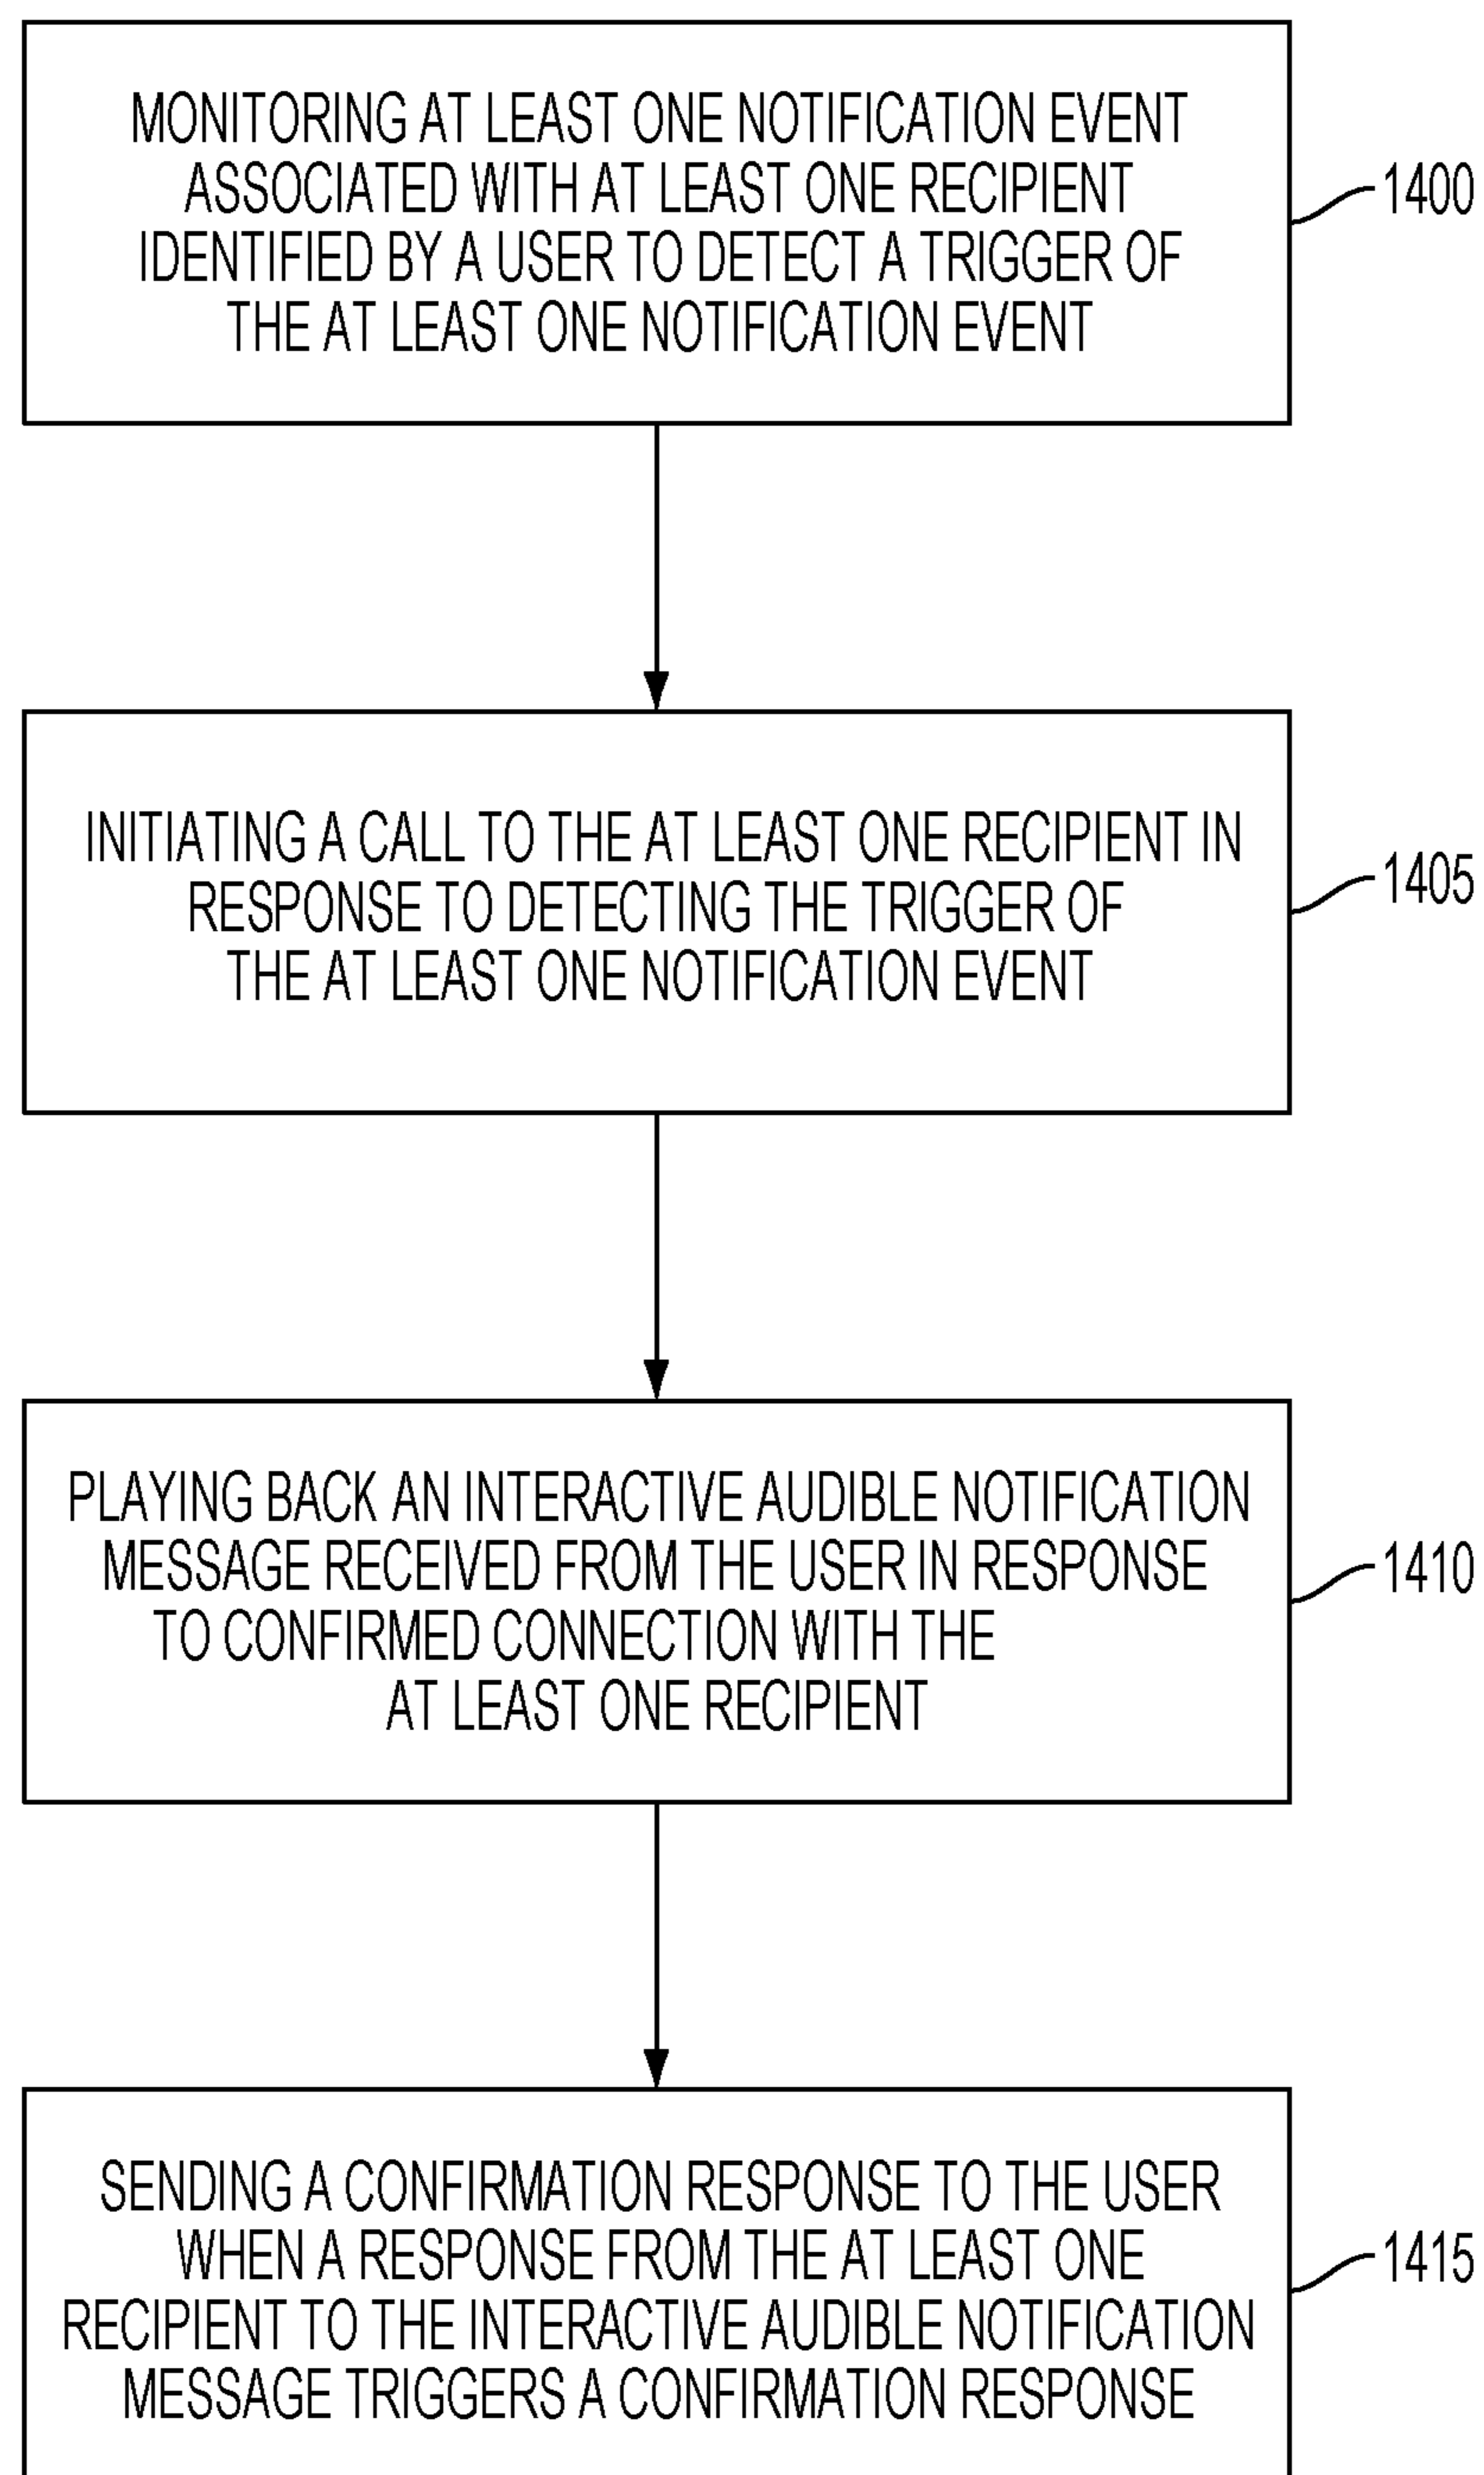 MONITORING AT LEAST ONE NOTIFICATION EVENT
ASSOCIATED WITH AT LEAST ONE RECIPIENT
IDENTIFIED BY A USER TO DETECT A TRIGGER OF
THE AT LEAST ONE NOTIFICATION EVENT
1400
INITIATING A CALL TO THE AT LEAST ONE RECIPIENT IN
RESPONSE TO DETECTING THE TRIGGER OF
THE AT LEAST ONE NOTIFICATION EVENT
1405
PLAYING BACK AN INTERACTIVE AUDIBLE NOTIFICATION
MESSAGE RECEIVED FROM THE USER IN RESPONSE
TO CONFIRMED CONNECTION WITH THE
AT LEAST ONE RECIPIENT
1410
SENDING A CONFIRMATION RESPONSE TO THE USER
WHEN A RESPONSE FROM THE AT LEAST ONE
RECIPIENT TO THE INTERACTIVE AUDIBLE NOTIFICATION
MESSAGE TRIGGERS A CONFIRMATION RESPONSE
1415